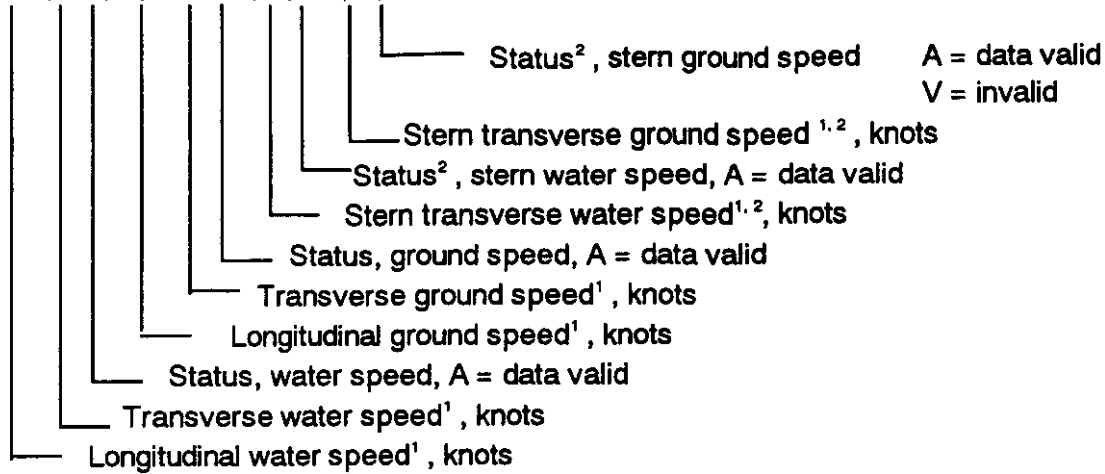 Status², stern ground speed A = data valid
V = invalid
Stern transverse ground speed ¹·², knots
Status², stern water speed, A = data valid
Stern transverse water speed¹·², knots
Status, ground speed, A = data valid
Transverse ground speed¹, knots
Longitudinal ground speed¹, knots
Status, water speed, A = data valid
Transverse water speed¹, knots
Longitudinal water speed¹, knots